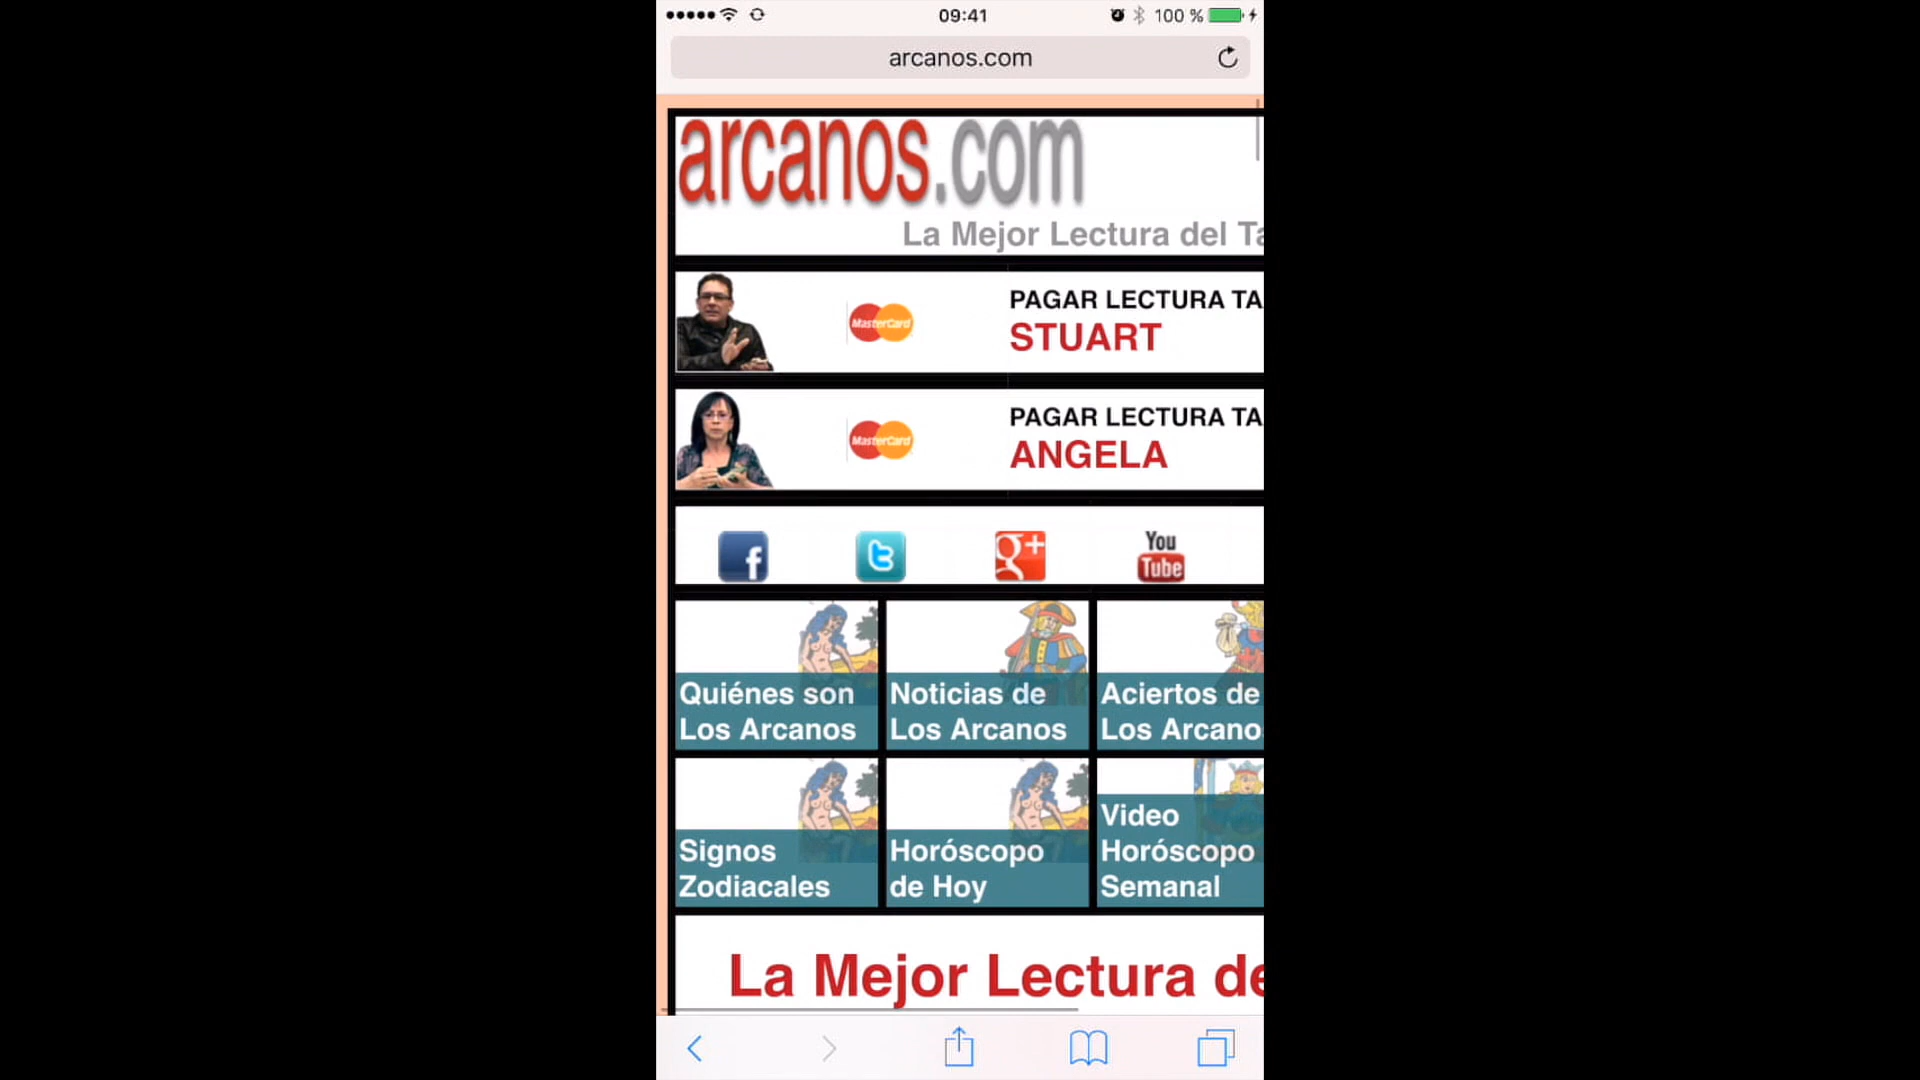 09:41
100 %
arcanos.com
arcanos.com
La Mejor Lectura del Ta
MasterCard
PAGAR LECTURA TA
STUART
MasterCard
PAGAR LECTURA TA
ANGELA
f
t
g+
You
Tube
Quiénes son
Los Arcanos
Noticias de
Los Arcanos
Aciertos de
Los Arcano
Signos
Zodiacales
Horóscopo
de Hoy
Video
Horóscopo
Semanal
La Mejor Lectura de